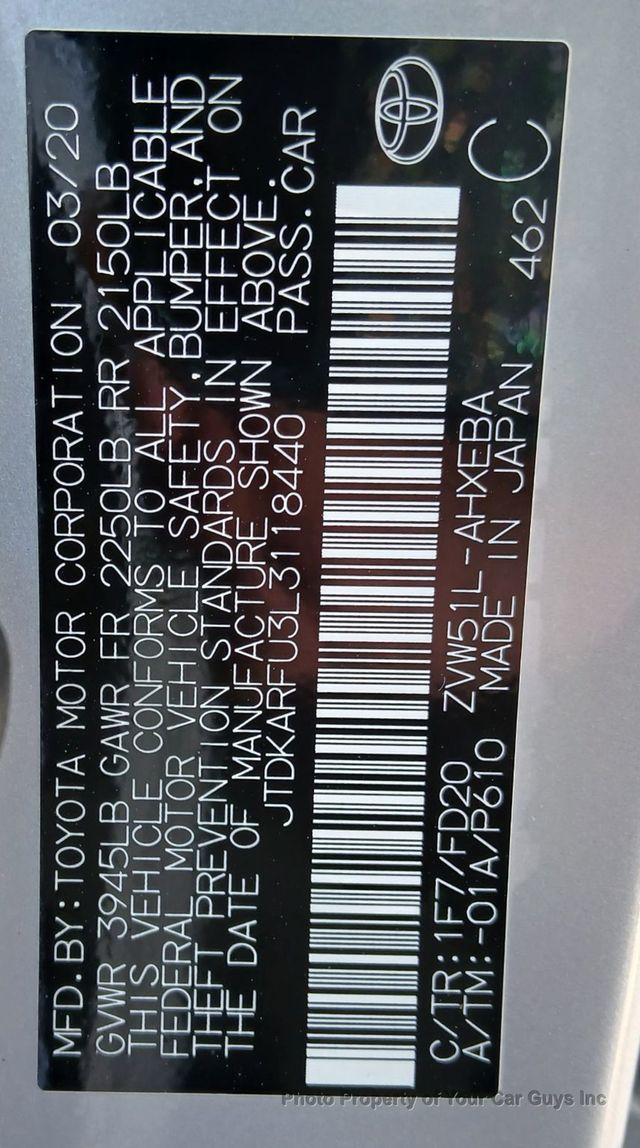 MFD.BY:TOYOTA MOTOR CORPORATION 03/20
GVWR 3945LB GAWR FR 2250LB RR 2150LB
THIS VEHICLE CONFORMS TO ALL APPLICABLE
FEDERAL MOTOR VEHICLE SAFETY,BUMPER,AND
THEFT PREVENTION STANDARDS IN EFFECT ON
THE DATE OF MANUFACTURE SHOWN ABOVE.
JTDKARFU3L3118440 PASS.CAR
C/TR:1F7/FD20 ZVW51L-AHXEBA
A/TM:-01A/P610 MADE IN JAPAN 462 C
Photo Property of Your Car Guys Inc